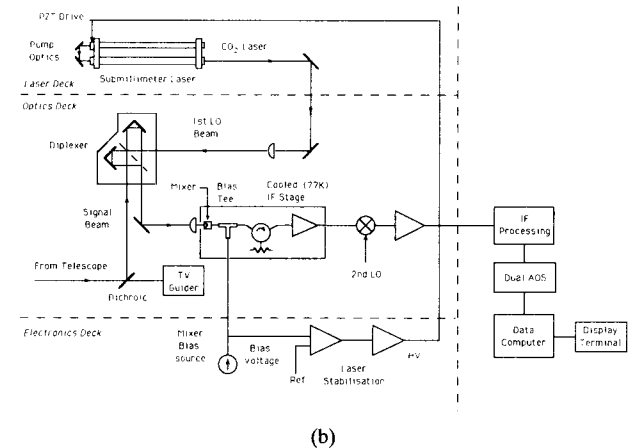 PZT Drive
Pump
Optics
CO2 Laser
Submillimeter Laser
Laser Deck
Optics Deck
Diplexer
1st LO
Beam
Signal
Beam
Mixer
Bias
Tee
Cooled (77K)
IF Stage
2nd LO
IF
Processing
From Telescope
Dichroic
TV
Guider
Dual AOS
Electronics Deck
Mixer
Bias
source
Bias
voltage
Ref
Laser
Stabilisation
HV
Data
Computer
Display
Terminal
(b)